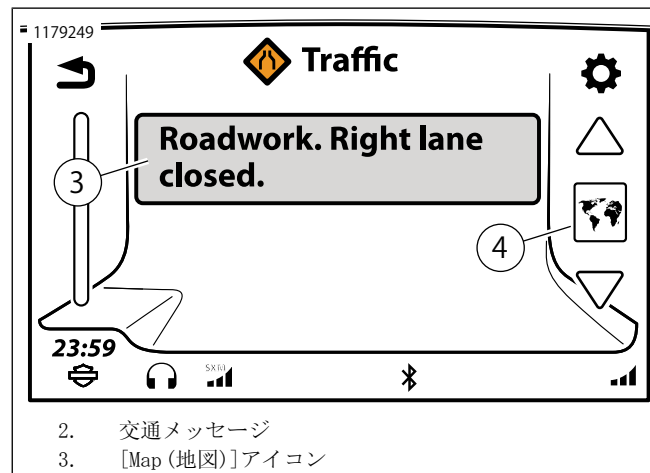 1179249
Traffic
Roadwork. Right lane
closed.
3
4
23:59
SX(V)
2. 交通メッセージ
3. [Map(地図)]アイコン